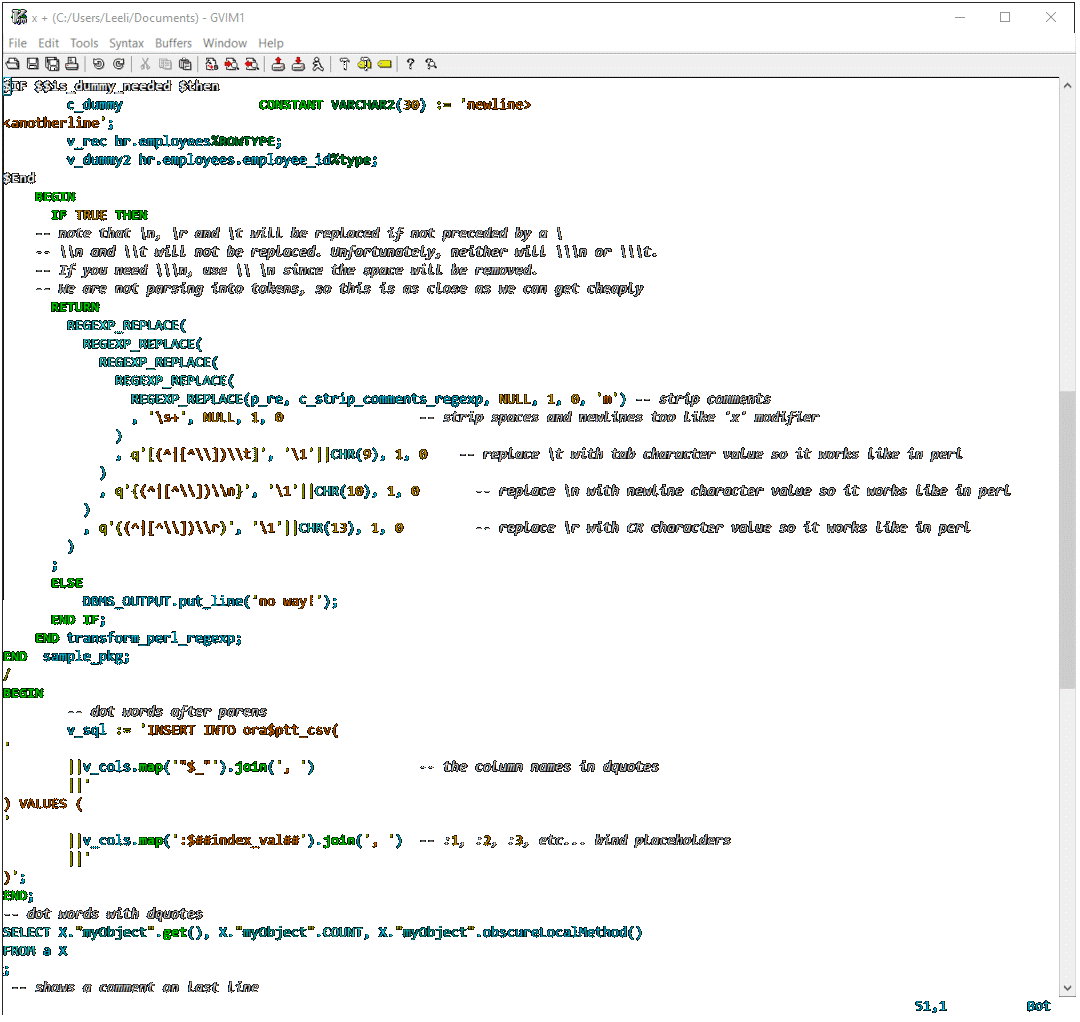 x + (C:/Users/Leeli/Documents) - GVIM1
File Edit Tools Syntax Buffers Window Help
$IF $$is_dummy_needed $then
        c_dummy                 CONSTANT VARCHAR2(30) := 'newline>
<anotherline';
        v_rec hr.employees%ROWTYPE;
        v_dummy2 hr.employees.employee_id%type;
$End
    BEGIN
      IF TRUE THEN
    -- note that \n, \r and \t will be replaced if not preceded by a \
    -- \\n and \\t will not be replaced. Unfortunately, neither will \\\n or \\\t.
    -- If you need \\\n, use \\ \n since the space will be removed.
    -- We are not parsing into tokens, so this is as close as we can get cheaply
      RETURN
        REGEXP_REPLACE(
          REGEXP_REPLACE(
            REGEXP_REPLACE(
              REGEXP_REPLACE(
                REGEXP_REPLACE(p_re, c_strip_comments_regexp, NULL, 1, 0, 'm') -- strip comments
                , '\s+', NULL, 1, 0                 -- strip spaces and newlines too like 'x' modifier
              )
              , q'[(^|[^\\])\\t]', '\1'||CHR(9), 1, 0    -- replace \t with tab character value so it works like in perl
            )
            , q'{(^|[^\\])\\n}', '\1'||CHR(10), 1, 0       -- replace \n with newline character value so it works like in perl
          )
          , q'{(^|[^\\])\\r}', '\1'||CHR(13), 1, 0         -- replace \r with CR character value so it works like in perl
        )
      ;
      ELSE
          DBMS_OUTPUT.put_line('no way!');
      END IF;
    END transform_perl_regexp;
END  sample_pkg;
/
BEGIN
        -- dot words after parens
        v_sql := 'INSERT INTO ora$ptt_csv(
'
        ||v_cols.map('"$_"').join(', ')             -- the column names in dquotes
        ||'
) VALUES (
'
        ||v_cols.map(':$##index_val##').join(', ')  -- :1, :2, :3, etc... bind placeholders
        ||'
)';
END;
-- dot words with dquotes
SELECT X."myObject".get(), X."myObject".COUNT, X."myObject".obscureLocalMethod()
FROM a X
;
 -- shows a comment on last line
51,1          Bot